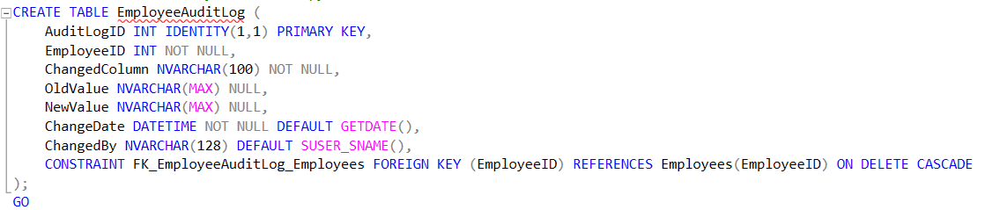 CREATE TABLE EmployeeAuditLog (
    AuditLogID INT IDENTITY(1,1) PRIMARY KEY,
    EmployeeID INT NOT NULL,
    ChangedColumn NVARCHAR(100) NOT NULL,
    OldValue NVARCHAR(MAX) NULL,
    NewValue NVARCHAR(MAX) NULL,
    ChangeDate DATETIME NOT NULL DEFAULT GETDATE(),
    ChangedBy NVARCHAR(128) DEFAULT SUSER_SNAME(),
    CONSTRAINT FK_EmployeeAuditLog_Employees FOREIGN KEY (EmployeeID) REFERENCES Employees(EmployeeID) ON DELETE CASCADE
);
GO